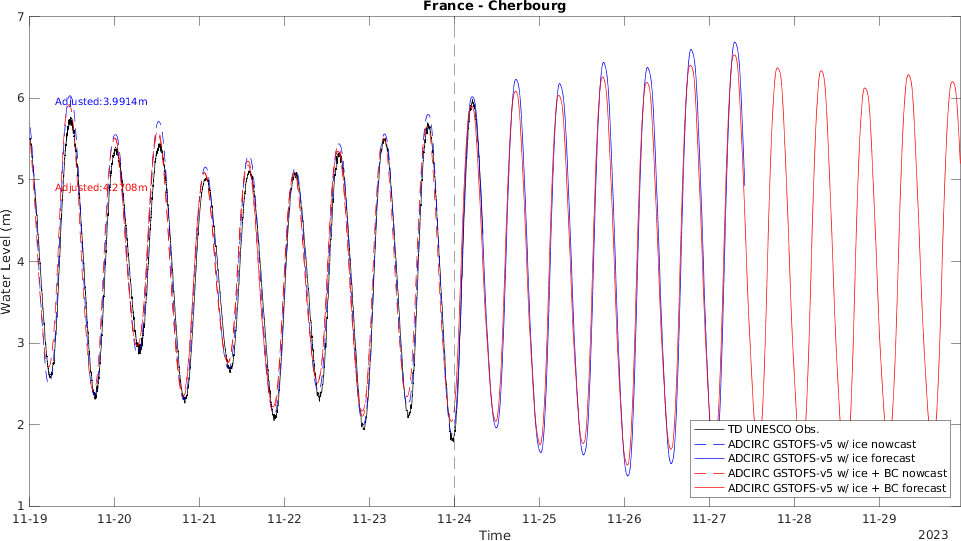 France - Cherbourg
7
6
5
4
3
2
1
Water Level (m)
Adjusted:3.9914m
Adjusted:4.2708m
TD UNESCO Obs.
ADCIRC GSTOFS-v5 w/ ice nowcast
ADCIRC GSTOFS-v5 w/ ice forecast
ADCIRC GSTOFS-v5 w/ ice + BC nowcast
ADCIRC GSTOFS-v5 w/ ice + BC forecast
11-19 11-20 11-21 11-22 11-23 11-24 11-25 11-26 11-27 11-28 11-29
Time
2023